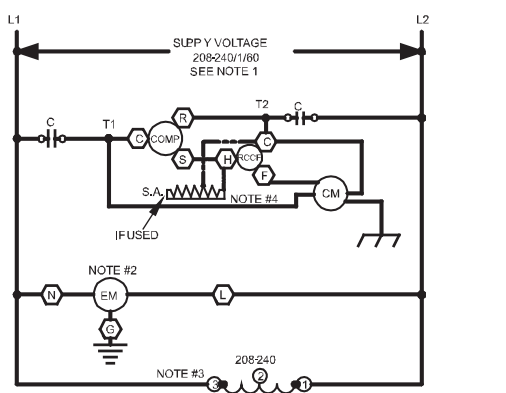 L1 L2
SUPPLY VOLTAGE
208-240/1/60
SEE NOTE 1
R T2 C
C T1 C COMP
C
S H RCCF
F
S.A. NOTE #4 CM
IF USED
NOTE #2
N EM L
G
NOTE #3 208-240
3 2 1